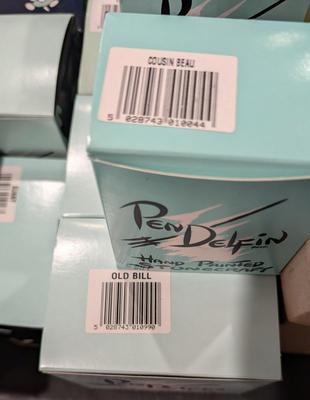 COUSIN BEAU
5 028743 010044
PenDelfin
Hand Painted
Stonecraft
OLD BILL
5 028743 010990